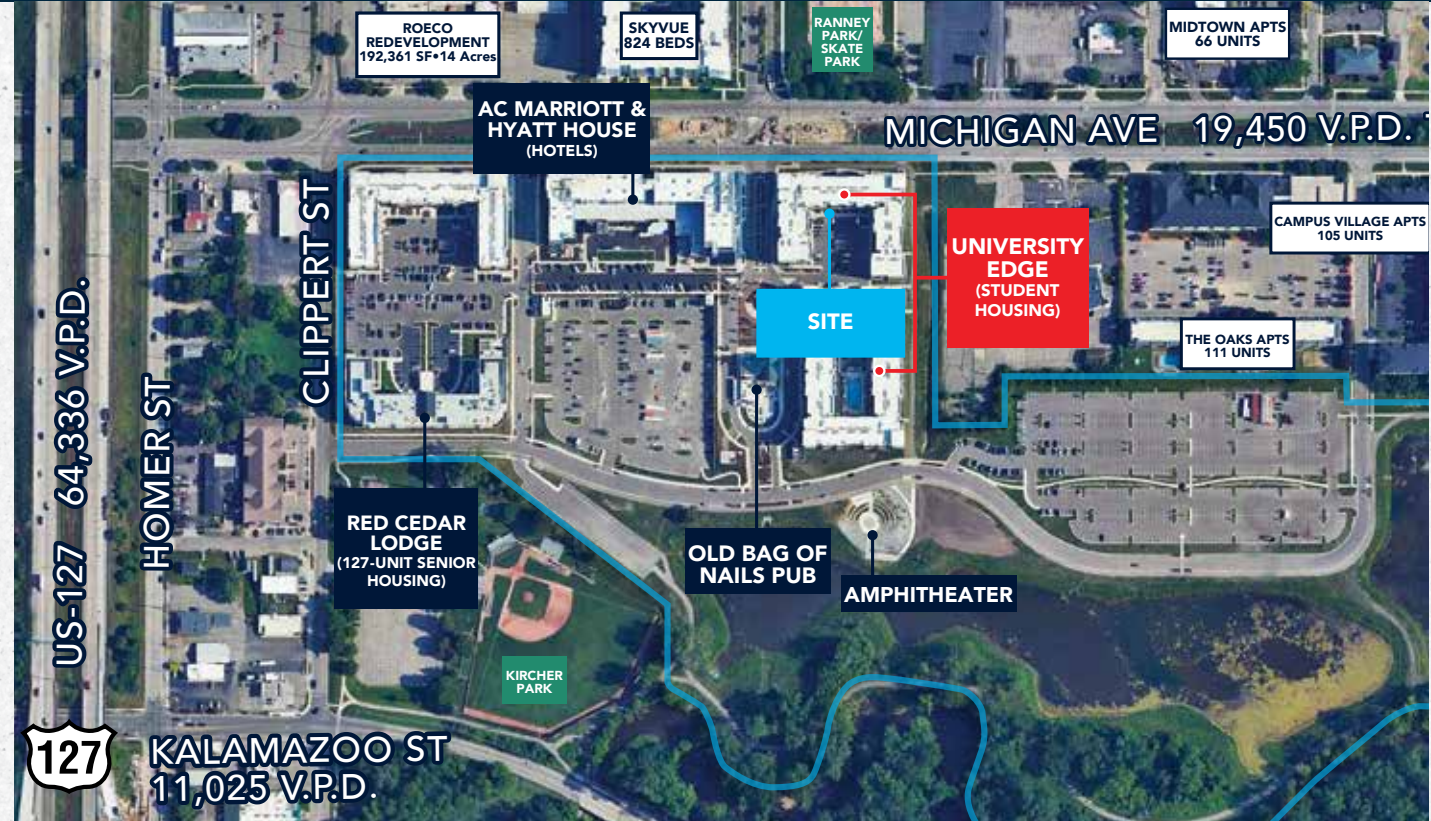 ROECO
REDEVELOPMENT
192,361 SF•14 Acres
SKYVUE
824 BEDS
RANNEY
PARK/
SKATE
PARK
MIDTOWN APTS
66 UNITS
AC MARRIOTT &
HYATT HOUSE
(HOTELS)
MICHIGAN AVE 19,450 V.P.D.
CLIPPERT ST
CAMPUS VILLAGE APTS
105 UNITS
UNIVERSITY
EDGE
(STUDENT
HOUSING)
SITE
THE OAKS APTS
111 UNITS
US-127 64,336 V.P.D.
HOMER ST
RED CEDAR
LODGE
(127-UNIT SENIOR
HOUSING)
OLD BAG OF
NAILS PUB
AMPHITHEATER
KIRCHER
PARK
127
KALAMAZOO ST
11,025 V.P.D.